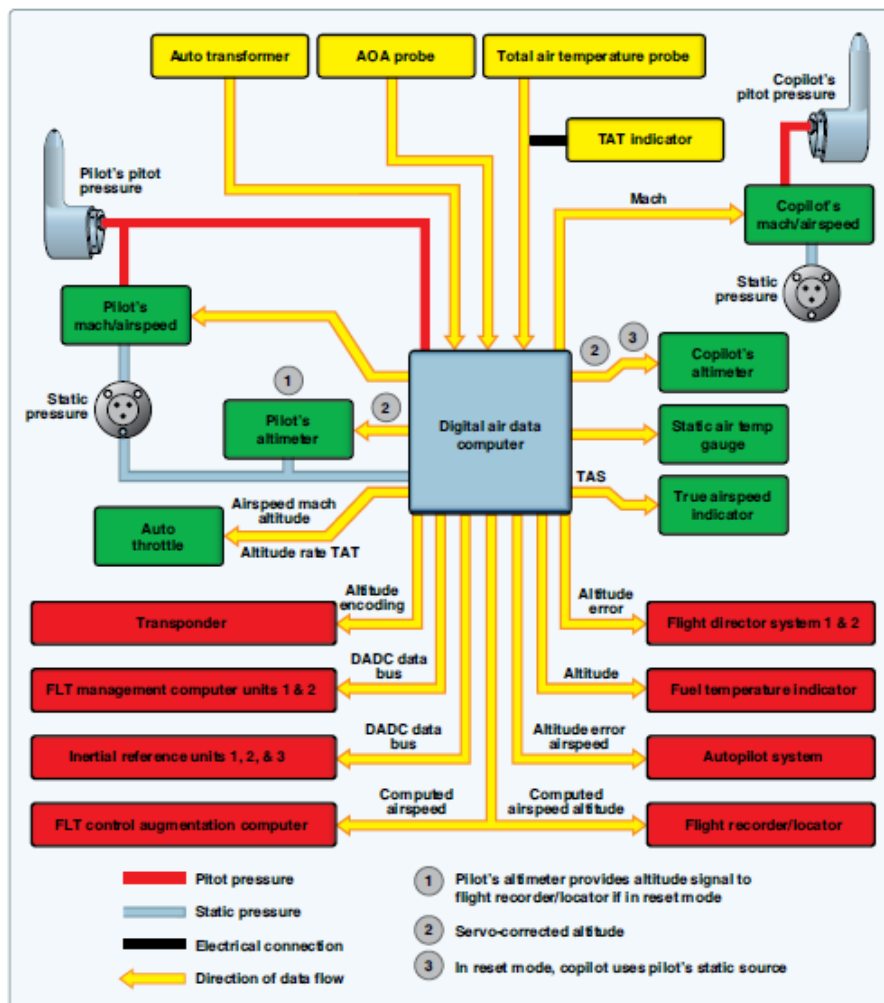 Auto transformer
AOA probe
Total air temperature probe
Copilot's
pitot pressure
TAT indicator
Pilot's pitot
pressure
Mach
Copilot's
mach/airspeed
Static
pressure
Pilot's
mach/airspeed
2
3
Copilot's
altimeter
Static
pressure
1
Pilot's
altimeter
2
Digital air data
computer
Static air temp
gauge
TAS
True airspeed
indicator
Airspeed mach
altitude
Auto
throttle
Altitude rate TAT
Altitude
encoding
Altitude
error
Transponder
Flight director system 1 & 2
DADC data
bus
Altitude
FLT management computer units 1 & 2
Fuel temperature indicator
DADC data
bus
Altitude error
airspeed
Inertial reference units 1, 2, & 3
Autopilot system
Computed
airspeed
Computed
airspeed altitude
FLT control augmentation computer
Flight recorder/locator
Pitot pressure
Static pressure
Electrical connection
Direction of data flow
1 Pilot's altimeter provides altitude signal to
flight recorder/locator if in reset mode
2 Servo-corrected altitude
3 In reset mode, copilot uses pilot's static source